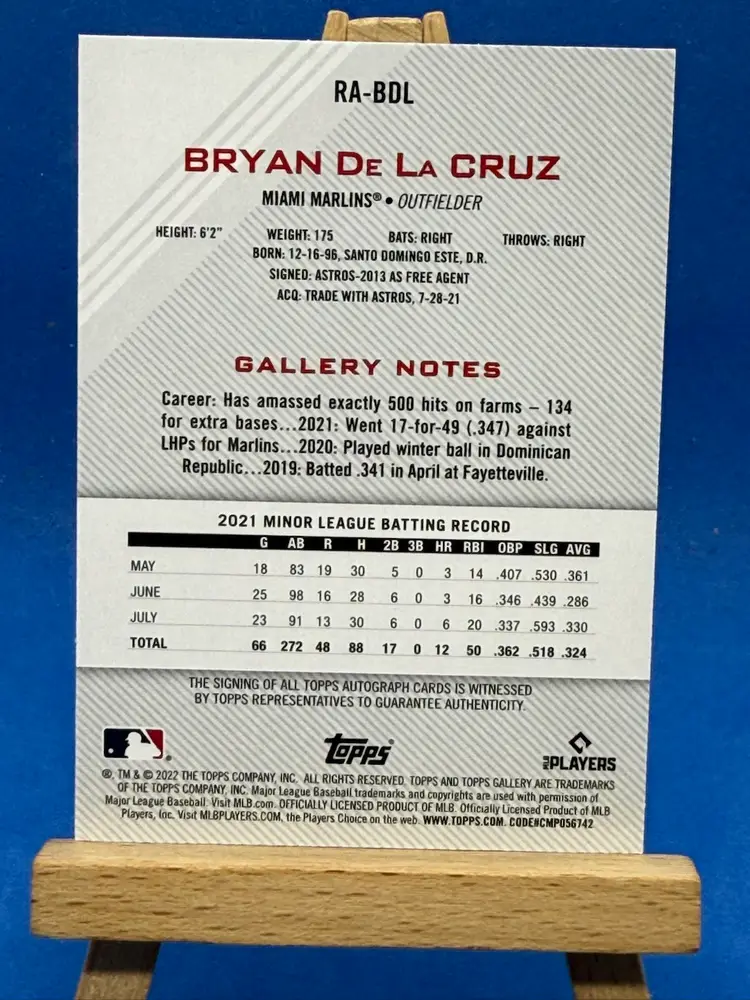 RA-BDL
BRYAN DE LA CRUZ
MIAMI MARLINS® • OUTFIELDER
HEIGHT: 6'2" WEIGHT: 175 BATS: RIGHT THROWS: RIGHT
BORN: 12-16-96, SANTO DOMINGO ESTE, D.R.
SIGNED: ASTROS-2013 AS FREE AGENT
ACQ: TRADE WITH ASTROS, 7-28-21
GALLERY NOTES
Career: Has amassed exactly 500 hits on farms – 134
for extra bases...2021: Went 17-for-49 (.347) against
LHPs for Marlins...2020: Played winter ball in Dominican
Republic...2019: Batted .341 in April at Fayetteville.
2021 MINOR LEAGUE BATTING RECORD
G AB R H 2B 3B HR RBI OBP SLG AVG
MAY 18 83 19 30 5 0 3 14 .407 .530 .361
JUNE 25 98 16 28 6 0 3 16 .346 .439 .286
JULY 23 91 13 30 6 0 6 20 .337 .593 .330
TOTAL 66 272 48 88 17 0 12 50 .362 .518 .324
THE SIGNING OF ALL TOPPS AUTOGRAPH CARDS IS WITNESSED
BY TOPPS REPRESENTATIVES TO GUARANTEE AUTHENTICITY.
topps
MLB PLAYERS
®, TM & © 2022 THE TOPPS COMPANY, INC. ALL RIGHTS RESERVED. TOPPS AND TOPPS GALLERY ARE TRADEMARKS
OF THE TOPPS COMPANY, INC. Major League Baseball trademarks and copyrights are used with permission of
Major League Baseball. Visit MLB.com. OFFICIALLY LICENSED PRODUCT OF MLB. Officially Licensed Product of MLB
Players, Inc. Visit MLBPLAYERS.COM, the Players Choice on the web. WWW.TOPPS.COM. CODE#CMP056742